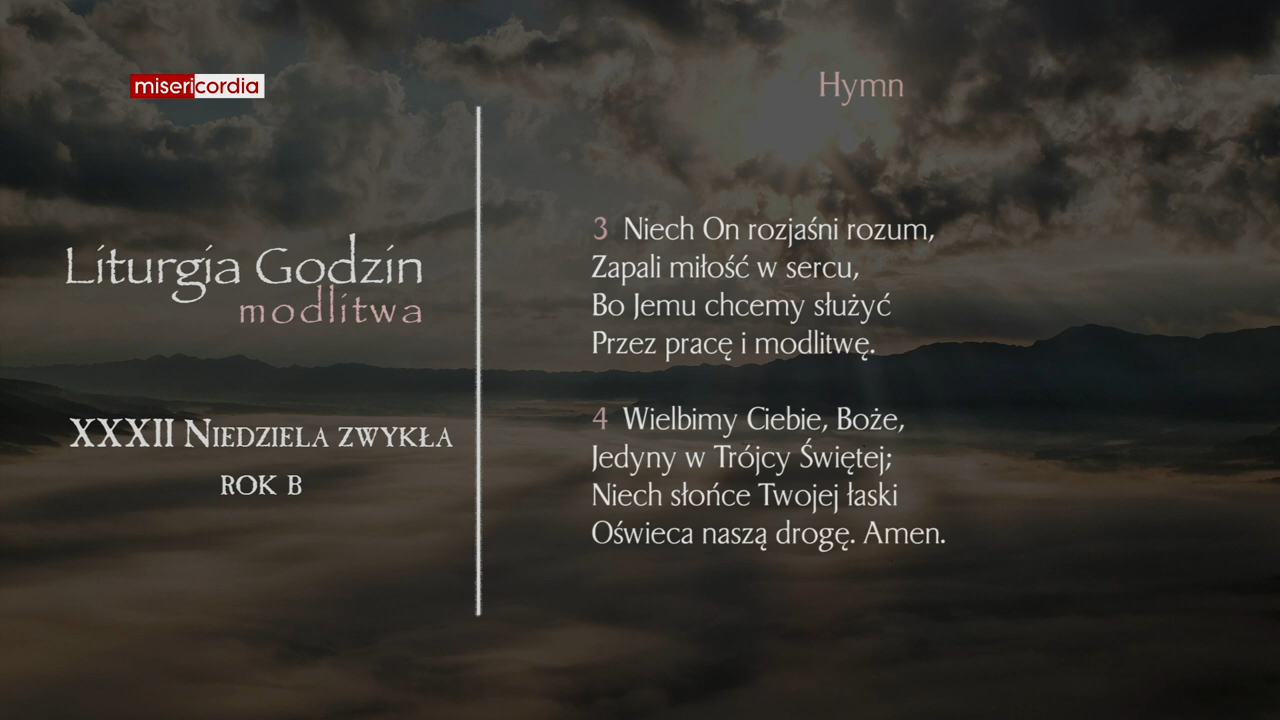 misericordia
Liturgia Godzin
modlitwa
XXXII Niedziela zwykła
rok B
Hymn
3 Niech On rozjaśni rozum,
Zapali miłość w sercu,
Bo Jemu chcemy służyć
Przez pracę i modlitwę.
4 Wielbimy Ciebie, Boże,
Jedyny w Trójcy Świętej;
Niech słońce Twojej łaski
Oświeca naszą drogę. Amen.